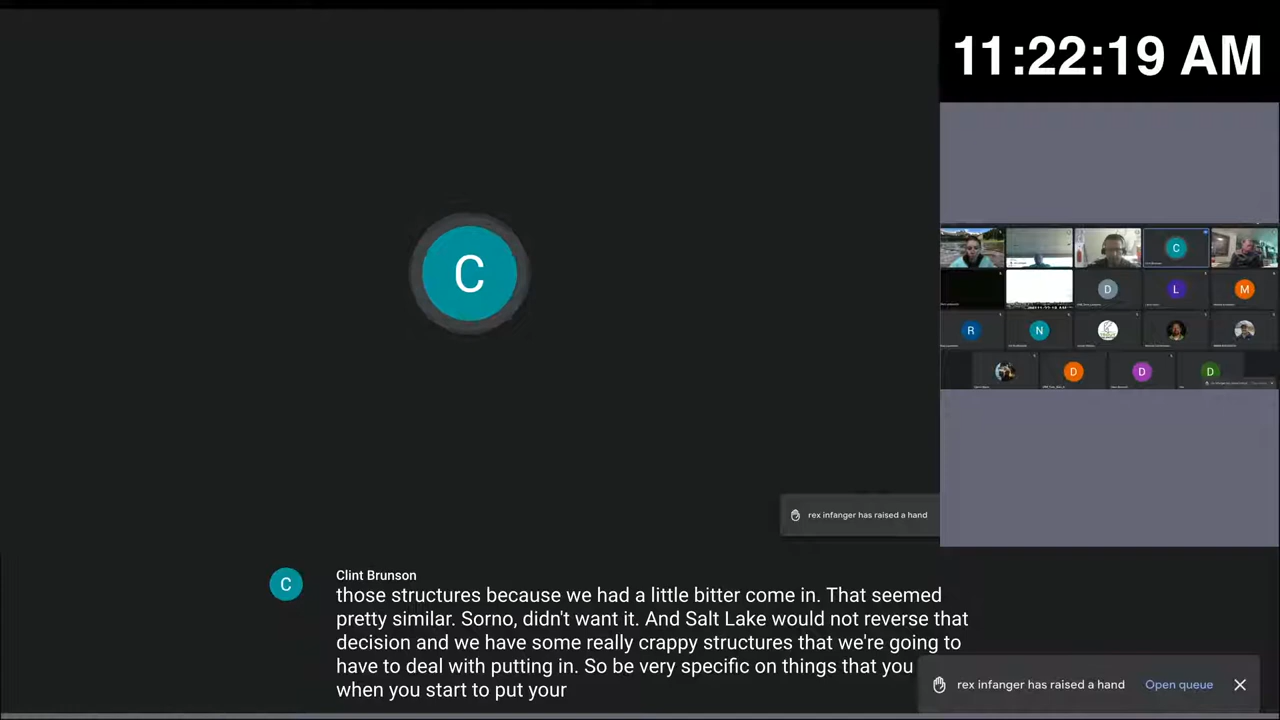 11:22:19 AM
C
C
D
L
M
R
N
D
D
D
rex infanger has raised a hand
C
Clint Brunson
those structures because we had a little bitter come in. That seemed
pretty similar. Sorno, didn't want it. And Salt Lake would not reverse that
decision and we have some really crappy structures that we're going to
have to deal with putting in. So be very specific on things that you
when you start to put your
rex infanger has raised a hand Open queue